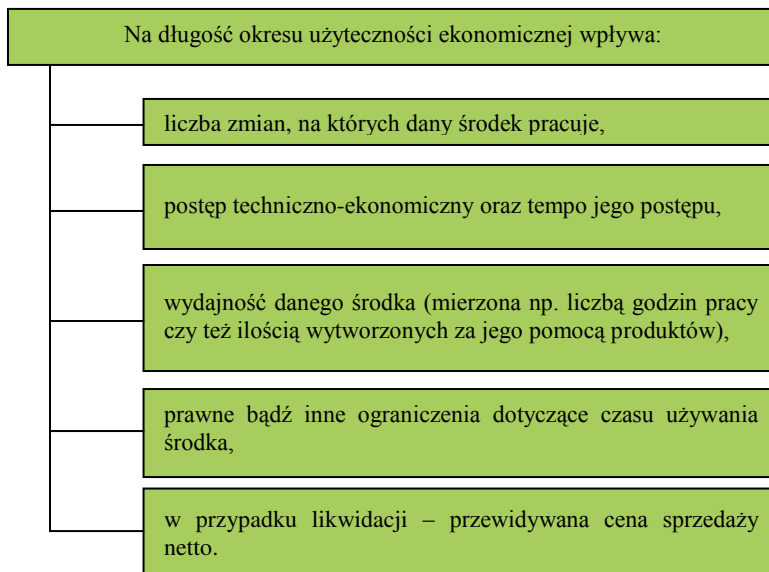 Na długość okresu użyteczności ekonomicznej wpływa:
liczba zmian, na których dany środek pracuje,
postęp techniczno-ekonomiczny oraz tempo jego postępu,
wydajność danego środka (mierzona np. liczbą godzin pracy
czy też ilością wytworzonych za jego pomocą produktów),
prawne bądź inne ograniczenia dotyczące czasu używania
środka,
w przypadku likwidacji – przewidywana cena sprzedaży
netto.